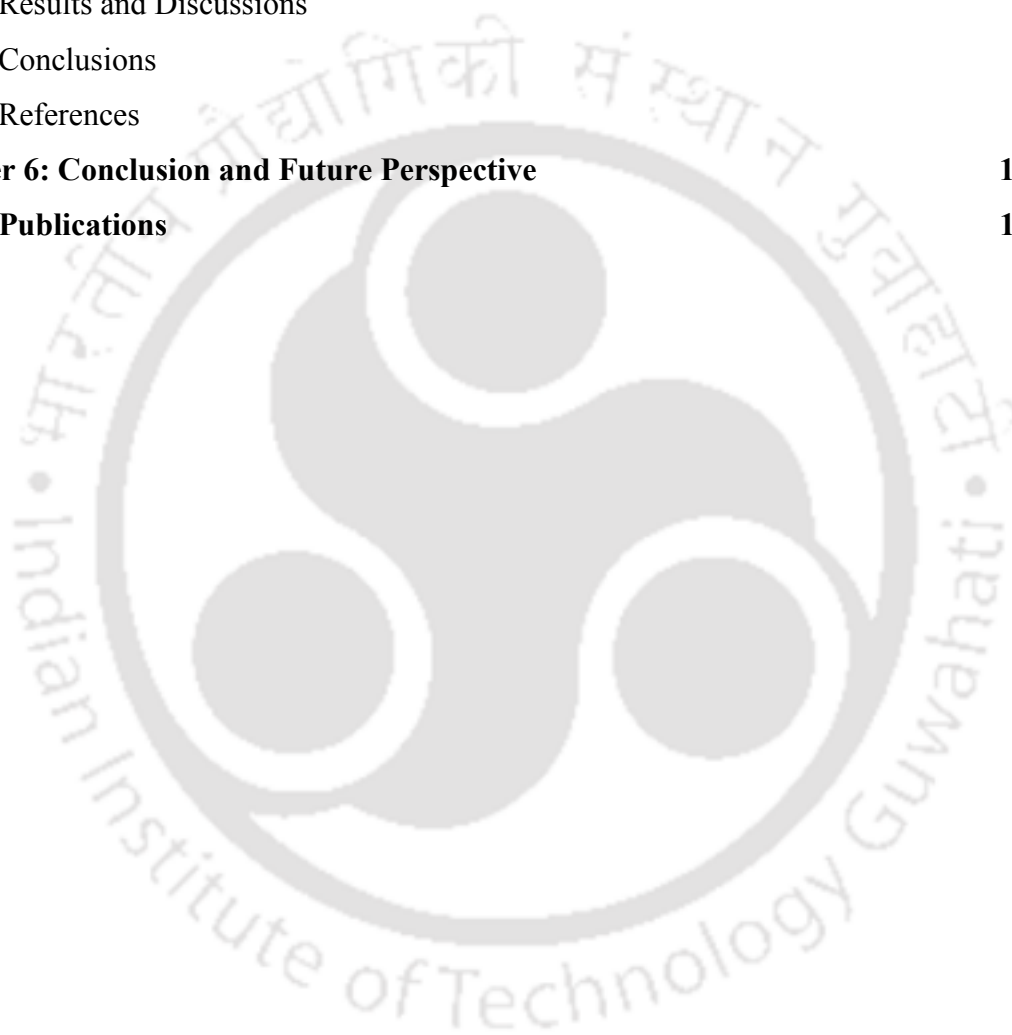 Results and Discussions
Conclusions
References
er 6: Conclusion and Future Perspective 1
Publications 1
भारतीय प्रौद्योगिकी संस्थान गुवाहाटी
Indian Institute of Technology Guwahati